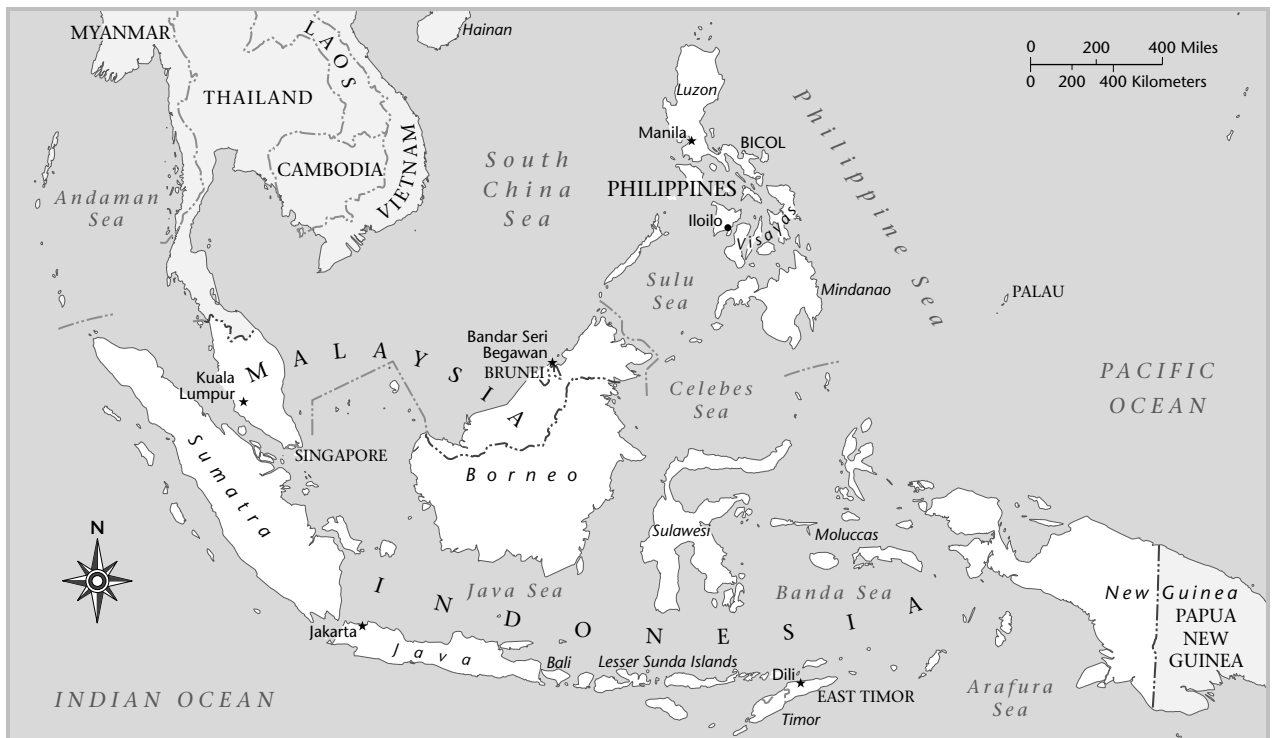 MYANMAR
LAOS
Hainan
0 200 400 Miles
0 200 400 Kilometers
THAILAND
Luzon
Manila
BICOL
Philippine Sea
CAMBODIA
VIETNAM
South
China
Sea
PHILIPPINES
Andaman
Sea
Iloilo
Visayas
Sulu
Sea
Mindanao
PALAU
Bandar Seri
Begawan
BRUNEI
MALAYSIA
Kuala
Lumpur
Celebes
Sea
PACIFIC
OCEAN
SINGAPORE
Sumatra
Borneo
N
Sulawesi
Moluccas
INDONESIA
Java Sea
Banda Sea
New Guinea
PAPUA
NEW
GUINEA
Jakarta
Java
Bali
Lesser Sunda Islands
Dili
EAST TIMOR
Timor
Arafura
Sea
INDIAN OCEAN